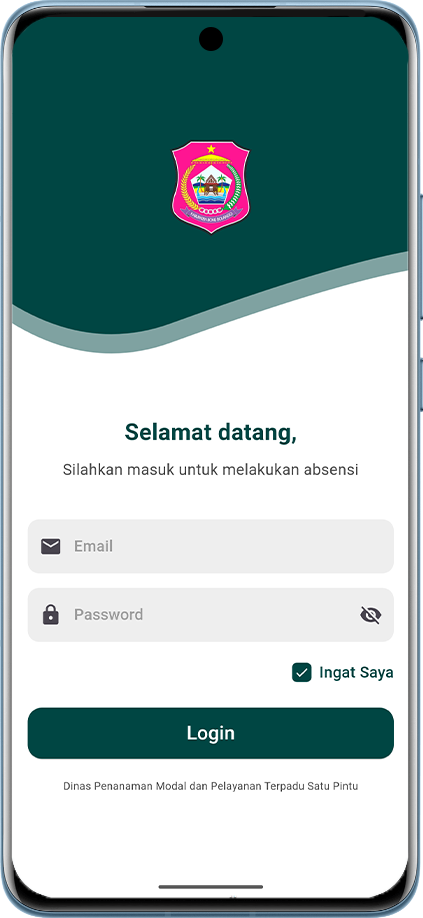 Selamat datang,
Silahkan masuk untuk melakukan absensi
Email
Password
Ingat Saya
Login
Dinas Penanaman Modal dan Pelayanan Terpadu Satu Pintu